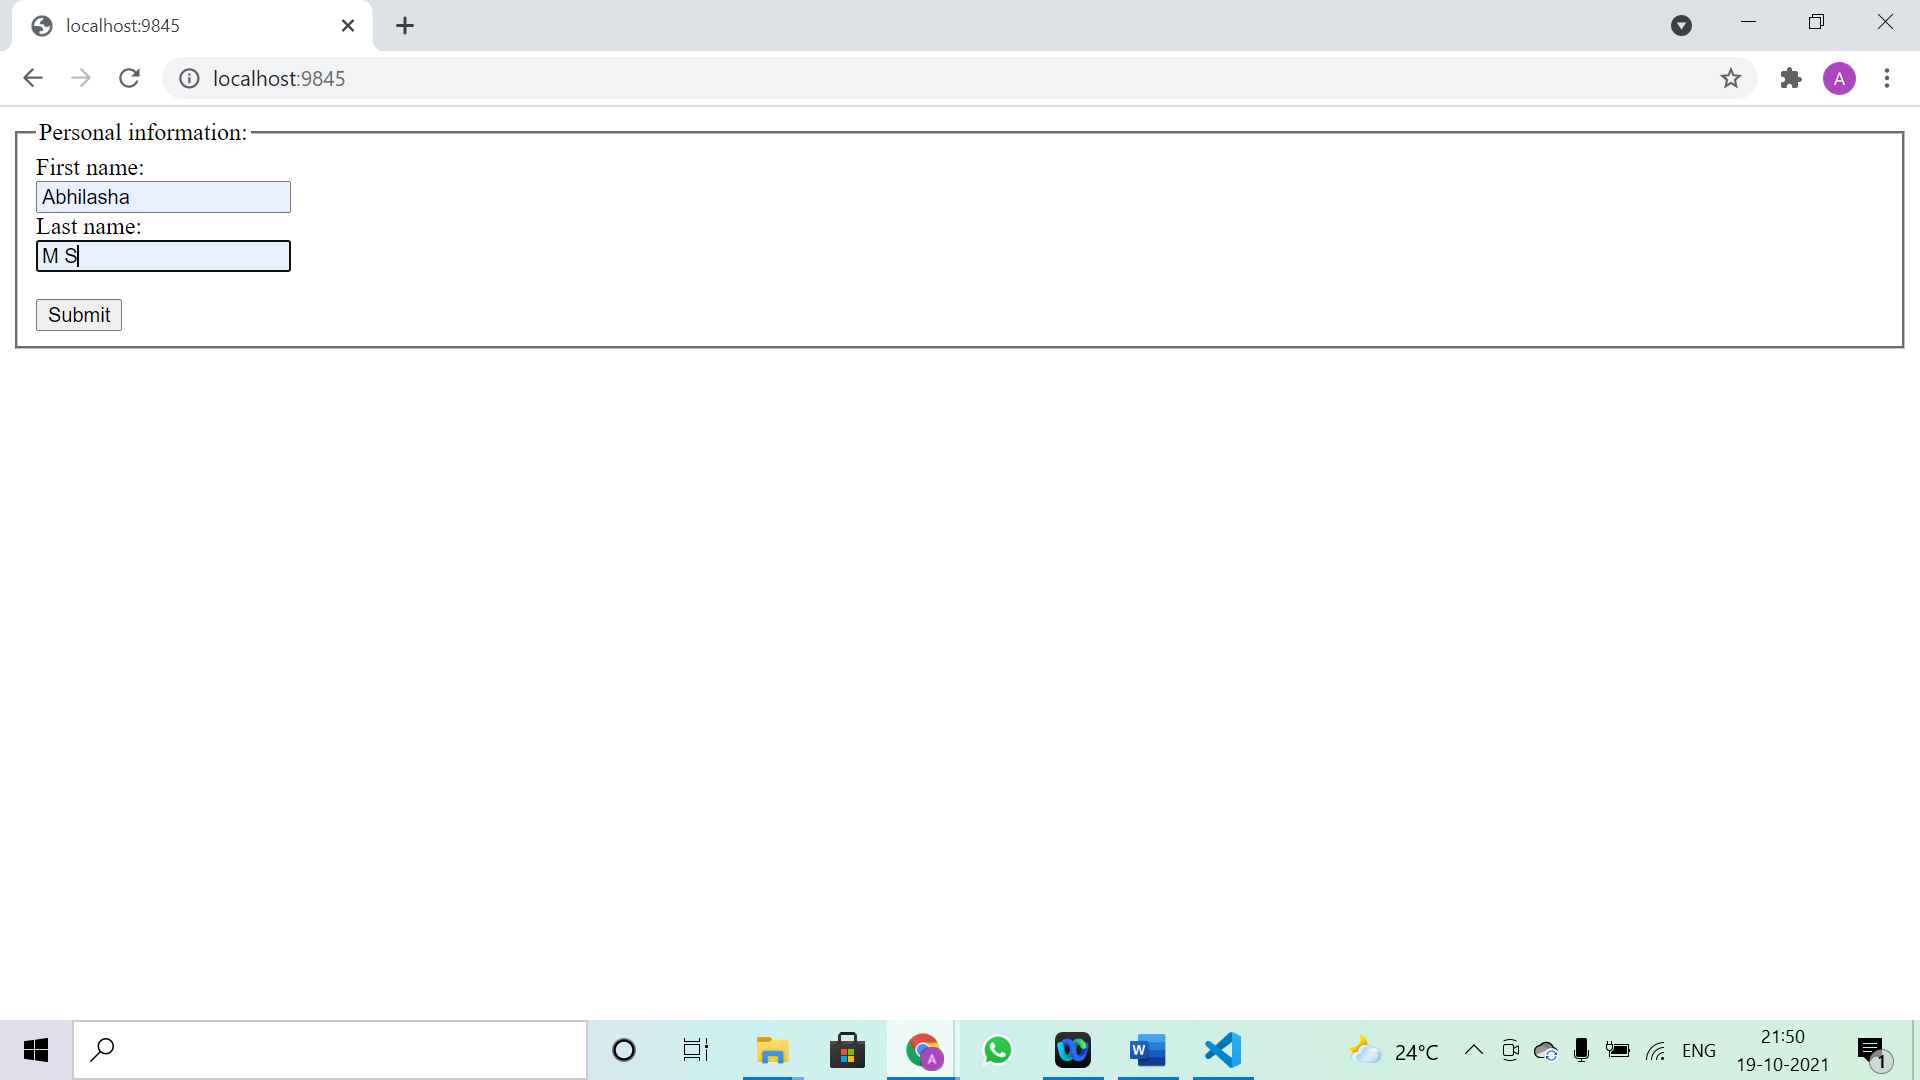 localhost:9845
localhost:9845
A
Personal information:
First name:
Abhilasha
Last name:
M S
Submit
A
W
24°C
ENG
21:50
19-10-2021
1